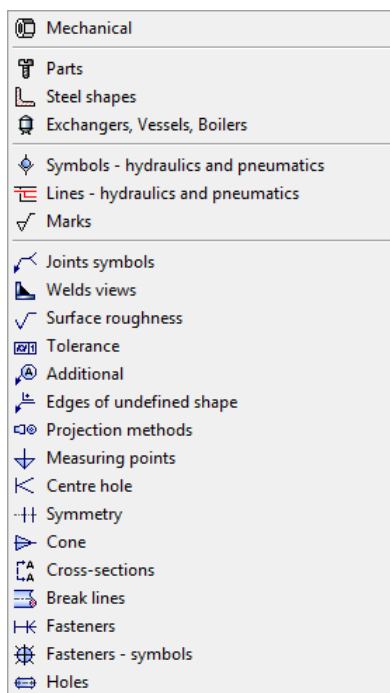 Mechanical
Parts
Steel shapes
Exchangers, Vessels, Boilers
Symbols - hydraulics and pneumatics
Lines - hydraulics and pneumatics
Marks
Joints symbols
Welds views
Surface roughness
Tolerance
Additional
Edges of undefined shape
Projection methods
Measuring points
Centre hole
Symmetry
Cone
Cross-sections
Break lines
Fasteners
Fasteners - symbols
Holes